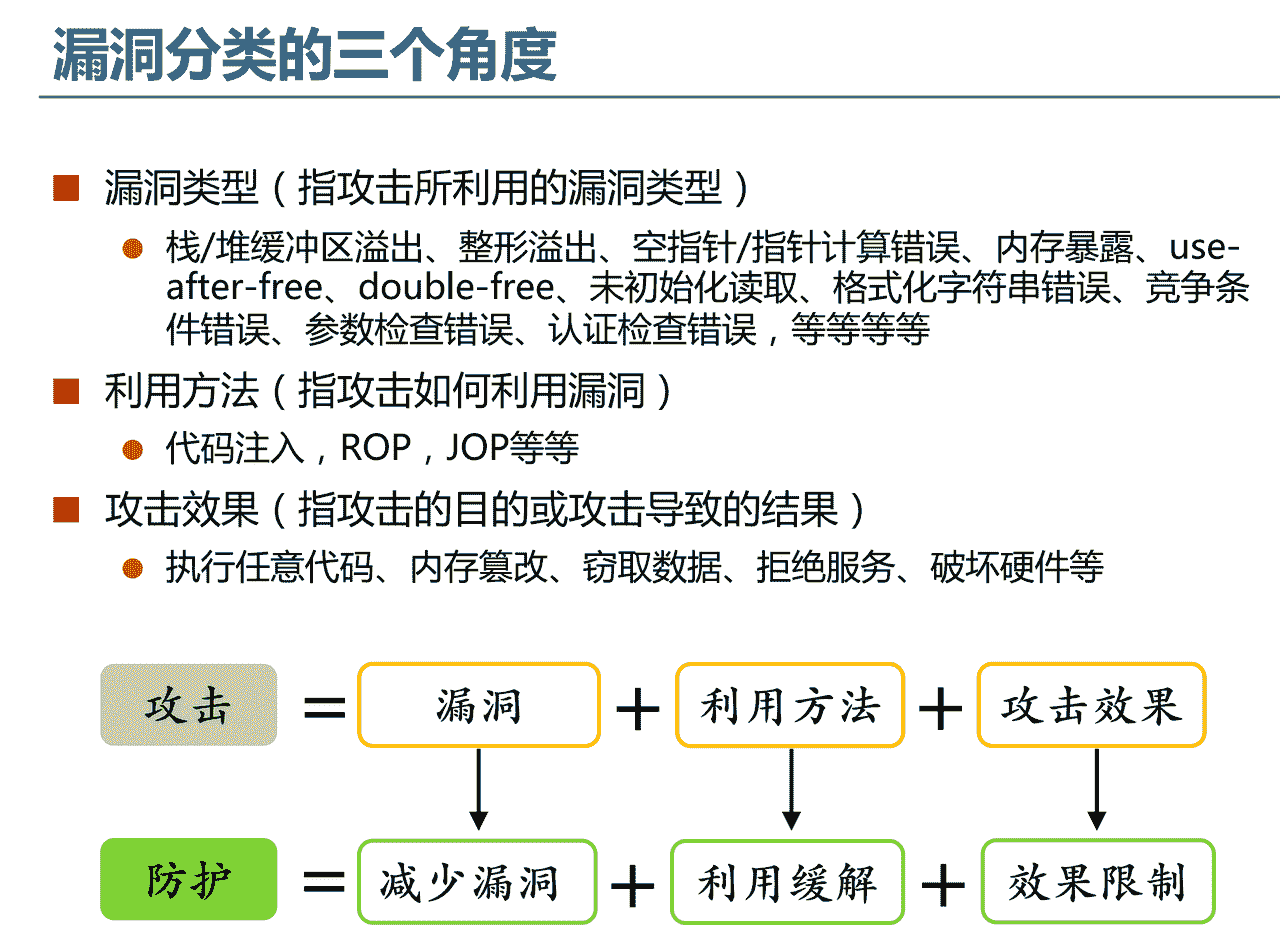 漏洞分类的三个角度
漏洞类型（指攻击所利用的漏洞类型）
栈/堆缓冲区溢出、整形溢出、空指针/指针计算错误、内存暴露、use-
after-free、double-free、未初始化读取、格式化字符串错误、竞争条
件错误、参数检查错误、认证检查错误，等等等等
利用方法（指攻击如何利用漏洞）
代码注入，ROP，JOP等等
攻击效果（指攻击的目的或攻击导致的结果）
执行任意代码、内存篡改、窃取数据、拒绝服务、破坏硬件等
攻击 = 漏洞 + 利用方法 + 攻击效果
防护 = 减少漏洞 + 利用缓解 + 效果限制